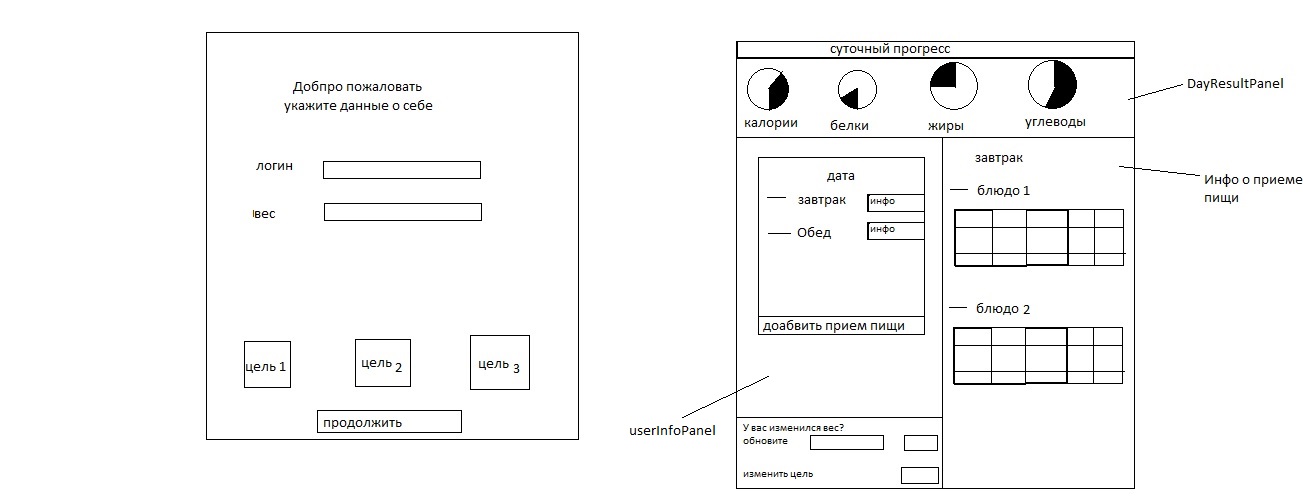 Добпро пожаловать
укажите данные о себе
логин
вес
цель 1
цель 2
цель 3
продолжить
суточный прогресс
калории
белки
жиры
углеводы
DayResultPanel
дата
завтрак
инфо
Обед
инфо
доабвить прием пищи
завтрак
блюдо 1
блюдо 2
Инфо о приеме
пищи
userInfoPanel
У вас изменился вес?
обновите
изменить цель